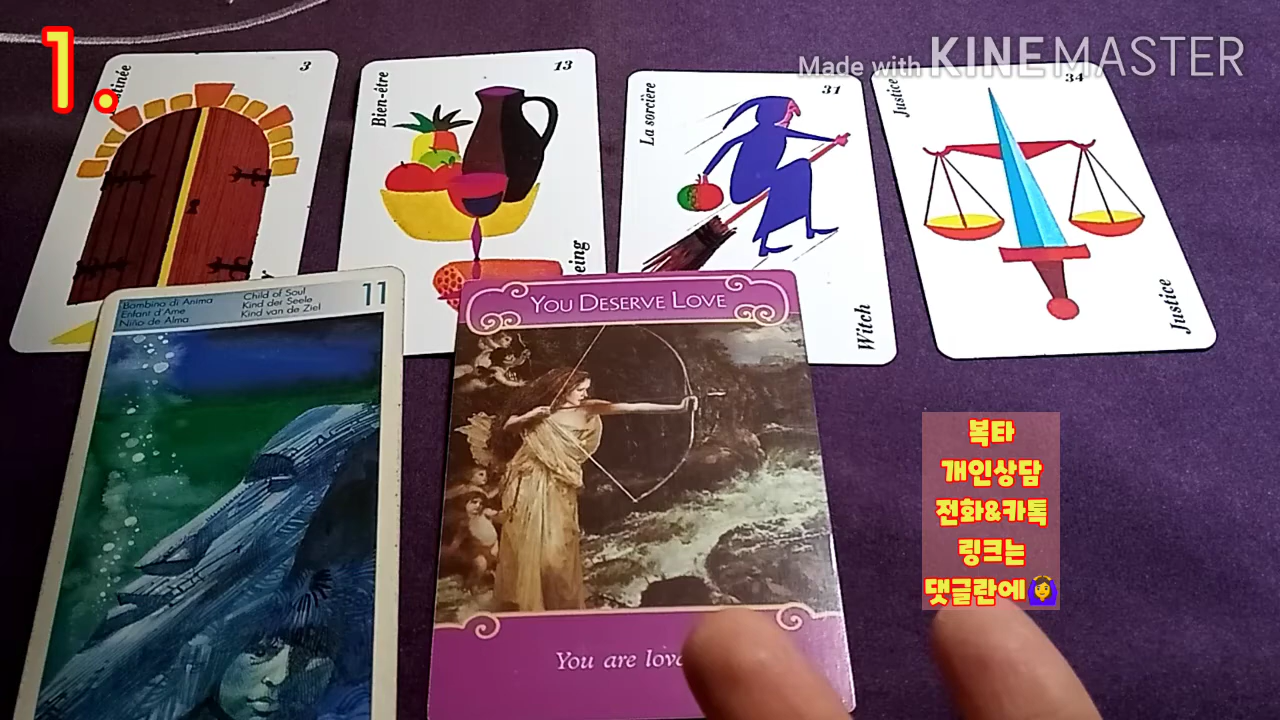 1.
Made with KINEMASTER
3
13
Bien-être
31
La sorcière
Witch
34
Justice
Justice
Bambino di Anima
Enfant d'Ame
Niño de Alma
Child of Soul
Kind der Seele
Kind van de Ziel
11
YOU DESERVE LOVE
You are
복타
개인상담
전화&카톡
링크는
댓글란에🙆‍♀️